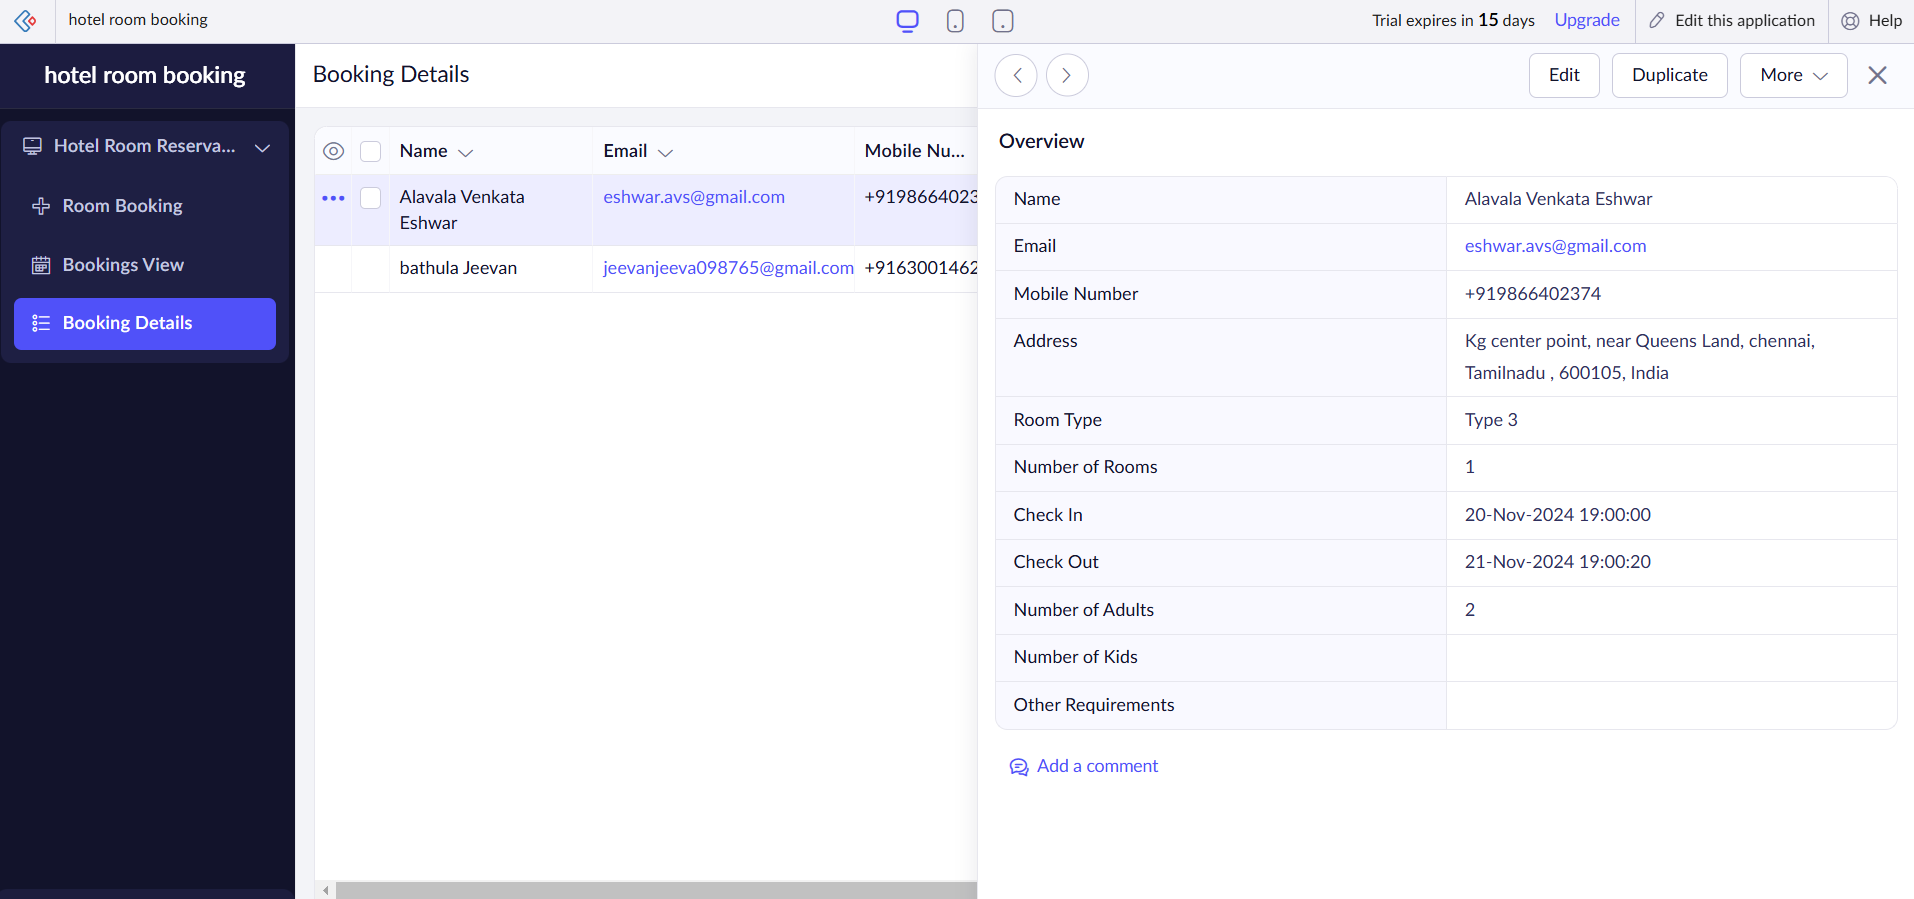 hotel room booking
Trial expires in 15 days Upgrade Edit this application Help
hotel room booking
Hotel Room Reserva...
Room Booking
Bookings View
Booking Details
Booking Details
Name Email Mobile Nu...
Alavala Venkata
Eshwar
eshwar.avs@gmail.com
+9198664023
bathula Jeevan
jeevanjeeva098765@gmail.com
+9163001462
Edit Duplicate More
Overview
Name Alavala Venkata Eshwar
Email eshwar.avs@gmail.com
Mobile Number +919866402374
Address Kg center point, near Queens Land, chennai,
Tamilnadu , 600105, India
Room Type Type 3
Number of Rooms 1
Check In 20-Nov-2024 19:00:00
Check Out 21-Nov-2024 19:00:20
Number of Adults 2
Number of Kids
Other Requirements
Add a comment